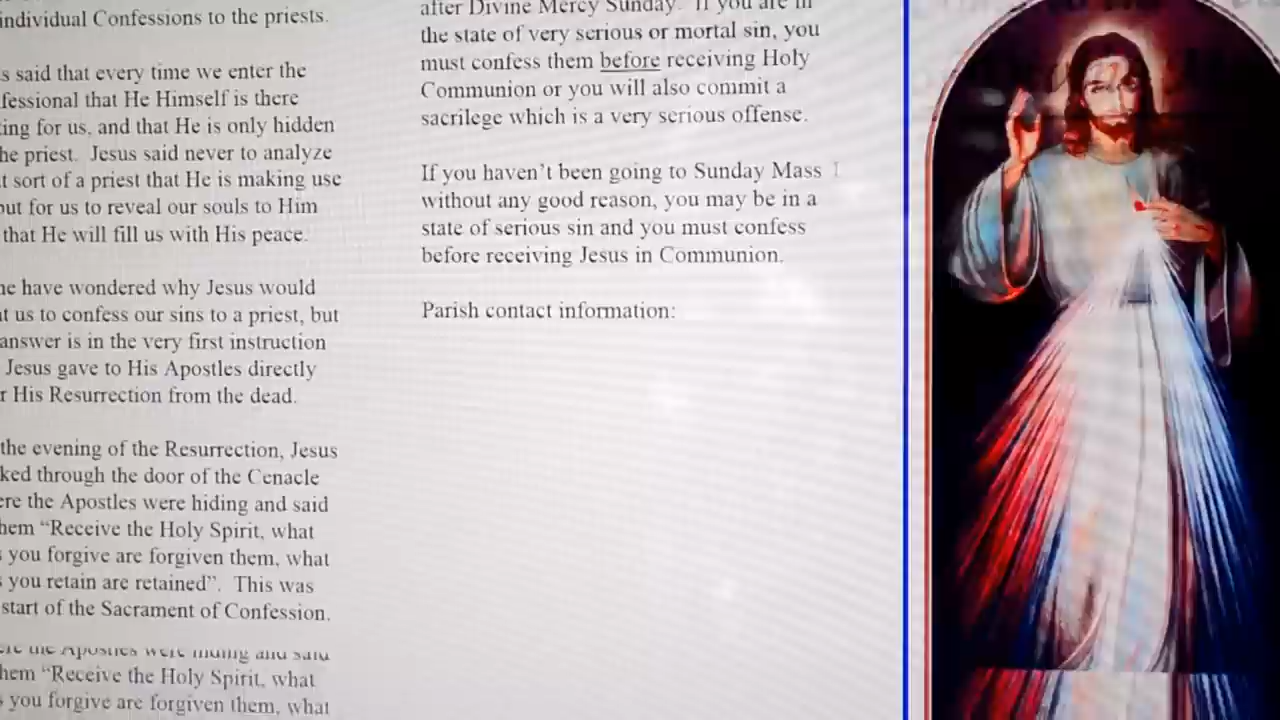 individual Confessions to the priests.
s said that every time we enter the
fessional that He Himself is there
ing for us, and that He is only hidden
he priest. Jesus said never to analyze
t sort of a priest that He is making use
out for us to reveal our souls to Him
that He will fill us with His peace.
ne have wondered why Jesus would
t us to confess our sins to a priest, but
answer is in the very first instruction
Jesus gave to His Apostles directly
r His Resurrection from the dead.
the evening of the Resurrection, Jesus
ked through the door of the Cenacle
ere the Apostles were hiding and said
hem “Receive the Holy Spirit, what
s you forgive are forgiven them, what
s you retain are retained”. This was
start of the Sacrament of Confession.
ere the Apostles were hiding and said
hem “Receive the Holy Spirit, what
s you forgive are forgiven them, what
after Divine Mercy Sunday. If you are in
the state of very serious or mortal sin, you
must confess them before receiving Holy
Communion or you will also commit a
sacrilege which is a very serious offense.
If you haven’t been going to Sunday Mass
without any good reason, you may be in a
state of serious sin and you must confess
before receiving Jesus in Communion.
Parish contact information: